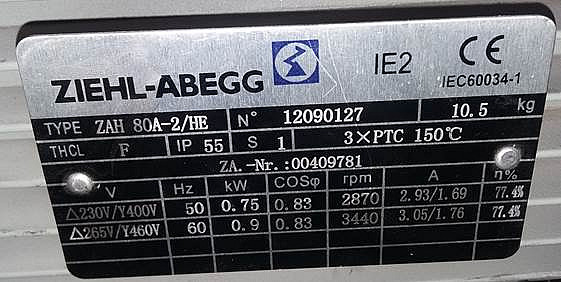 ZIEHL-ABEGG IE2 CE
IEC60034-1
TYPE ZAH 80A-2/HE N° 12090127 10.5 kg
THCL F IP 55 S 1 3×PTC 150℃
ZA.-Nr.:00409781
V Hz kW COSφ rpm A η%
△230V/Y400V 50 0.75 0.83 2870 2.93/1.69 77.4%
△265V/Y460V 60 0.9 0.83 3440 3.05/1.76 77.4%